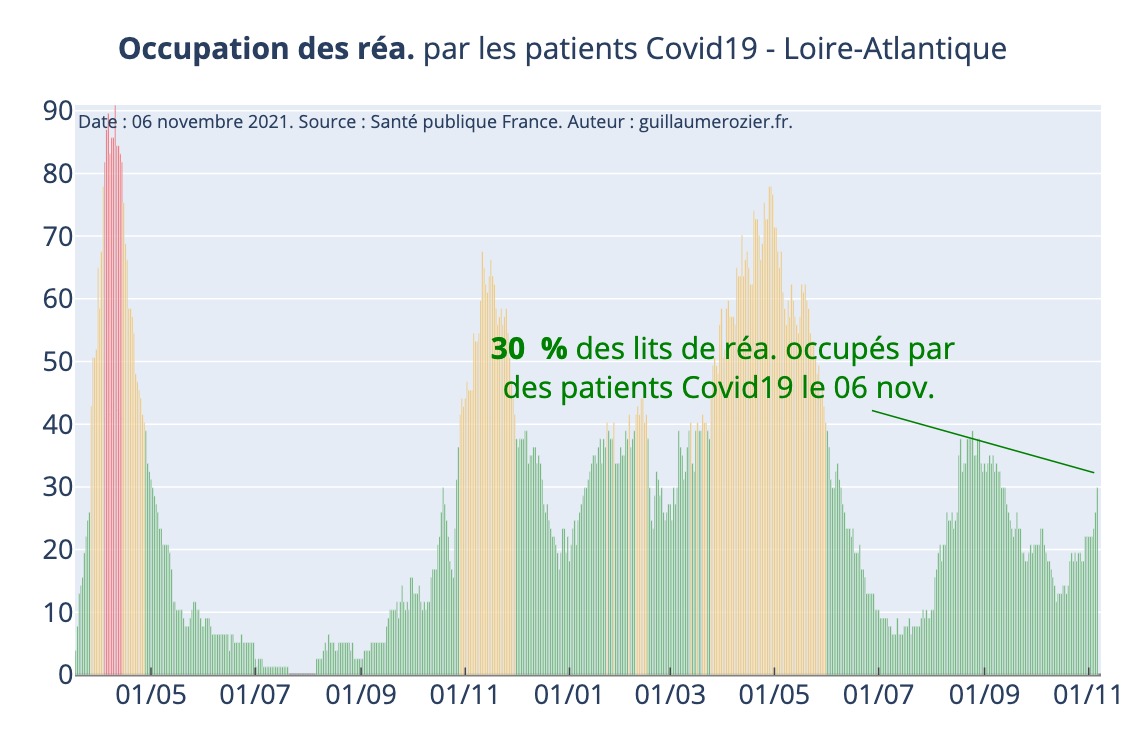 Occupation des réa. par les patients Covid19 - Loire-Atlantique
90
Date : 06 novembre 2021. Source : Santé publique France. Auteur : guillaumerozier.fr.
80
70
60
50
30 % des lits de réa. occupés par
des patients Covid19 le 06 nov.
40
30
20
10
0
01/05 01/07 01/09 01/11 01/01 01/03 01/05 01/07 01/09 01/11